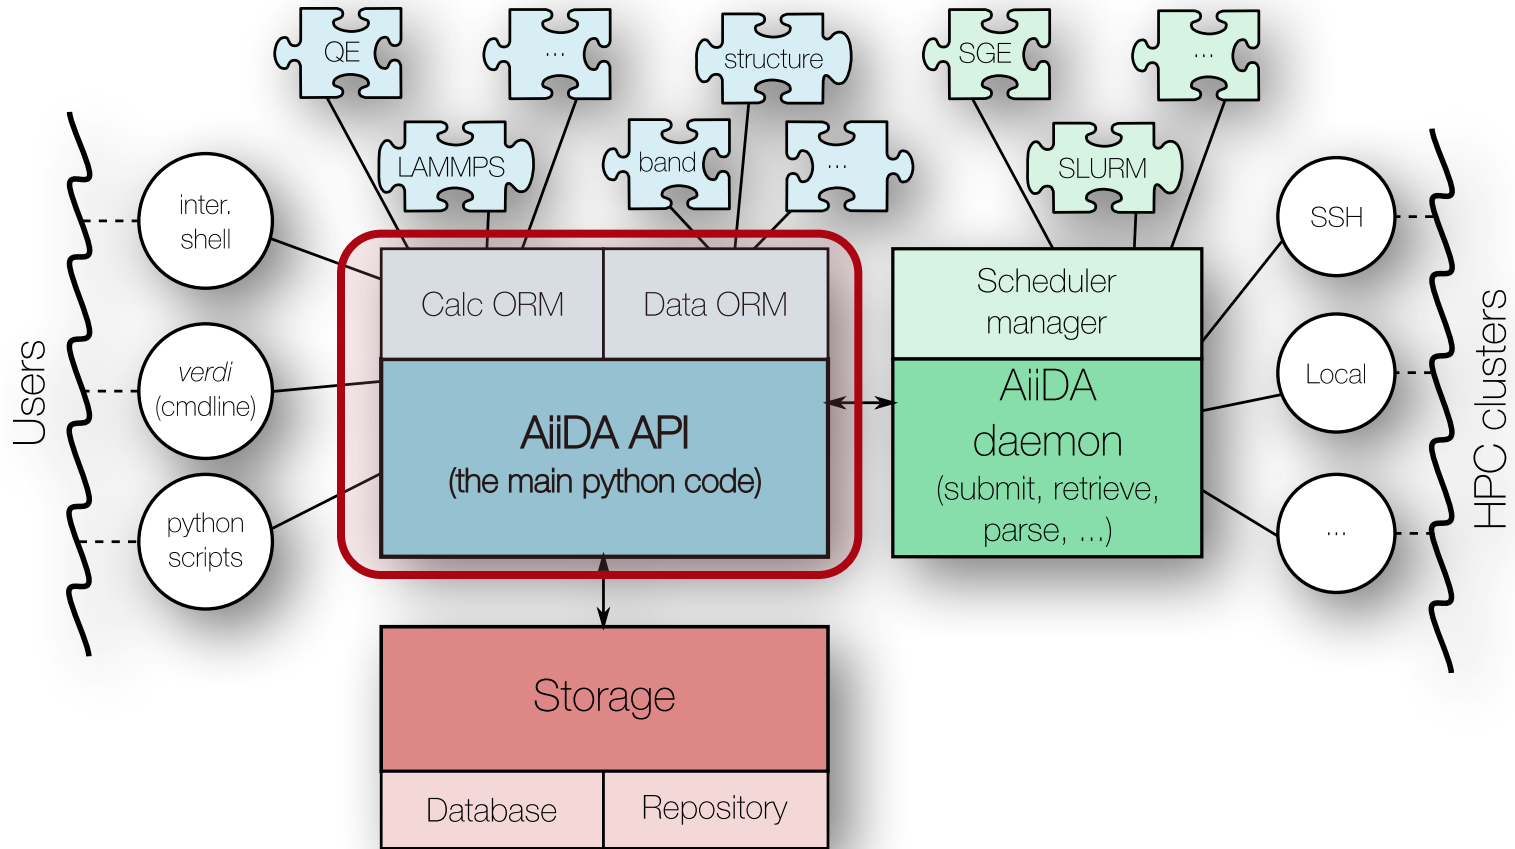 QE
...
structure
SGE
...
LAMMPS
band
...
SLURM
Users
inter.
shell
verdi
(cmdline)
python
scripts
Calc ORM
Data ORM
AiiDA API
(the main python code)
Scheduler
manager
AiiDA
daemon
(submit, retrieve,
parse, ...)
SSH
Local
...
HPC clusters
Storage
Database
Repository